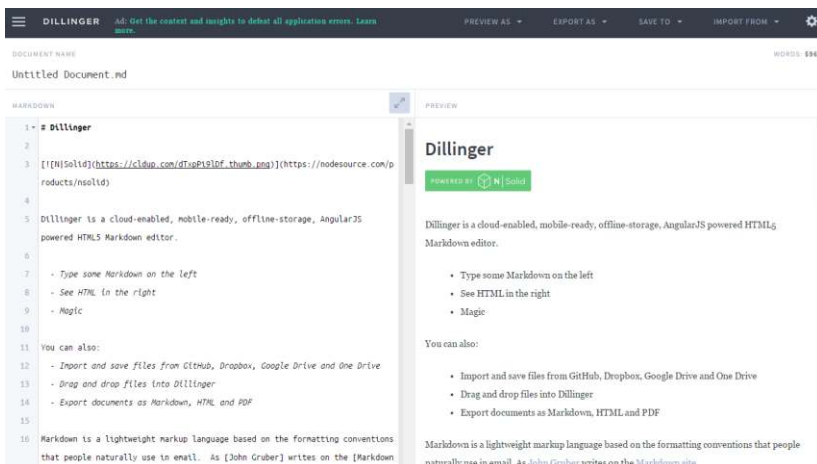 DILLINGER Ad: Get the context and insights to defeat all application errors. Learn
more.
PREVIEW AS EXPORT AS SAVE TO IMPORT FROM
DOCUMENT NAME
WORDS: 596
Untitled Document.md
MARKDOWN
1 # Dillinger
2
3 [![N|Solid](https://cldup.com/dTxpPi9lDf.thumb.png)](https://nodesource.com/p
roducts/nsolid)
4
5 Dillinger is a cloud-enabled, mobile-ready, offline-storage, AngularJS
powered HTML5 Markdown editor.
6
7 - Type some Markdown on the left
8 - See HTML in the right
9 - Magic
10
11 You can also:
12 - Import and save files from GitHub, Dropbox, Google Drive and One Drive
13 - Drag and drop files into Dillinger
14 - Export documents as Markdown, HTML and PDF
15
16 Markdown is a lightweight markup language based on the formatting conventions
that people naturally use in email. As [John Gruber] writes on the [Markdown
PREVIEW
Dillinger
POWERED BY N|Solid
Dillinger is a cloud-enabled, mobile-ready, offline-storage, AngularJS powered HTML5
Markdown editor.
• Type some Markdown on the left
• See HTML in the right
• Magic
You can also:
• Import and save files from GitHub, Dropbox, Google Drive and One Drive
• Drag and drop files into Dillinger
• Export documents as Markdown, HTML and PDF
Markdown is a lightweight markup language based on the formatting conventions that people
naturally use in email. As John Gruber writes on the Markdown site